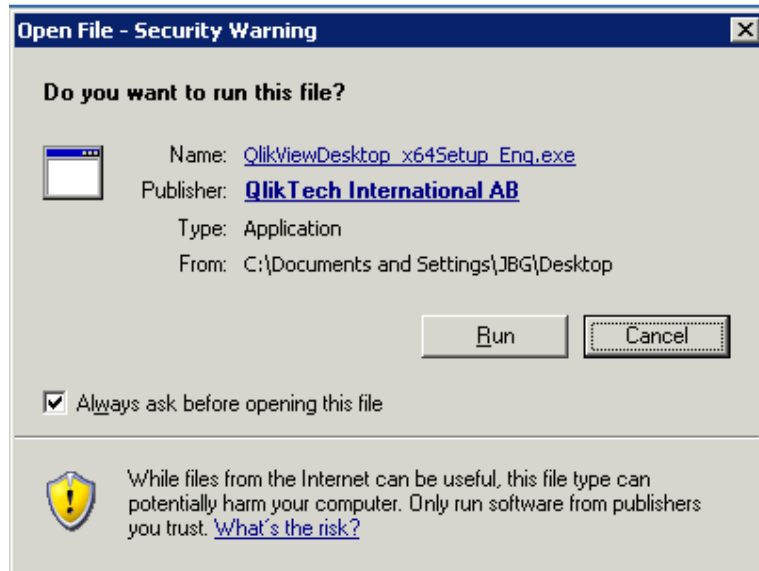 Open File - Security Warning
Do you want to run this file?
Name: QlikViewDesktop_x64Setup_Eng.exe
Publisher: QlikTech International AB
Type: Application
From: C:\Documents and Settings\JBG\Desktop
Run Cancel
Always ask before opening this file
While files from the Internet can be useful, this file type can
potentially harm your computer. Only run software from publishers
you trust. What's the risk?